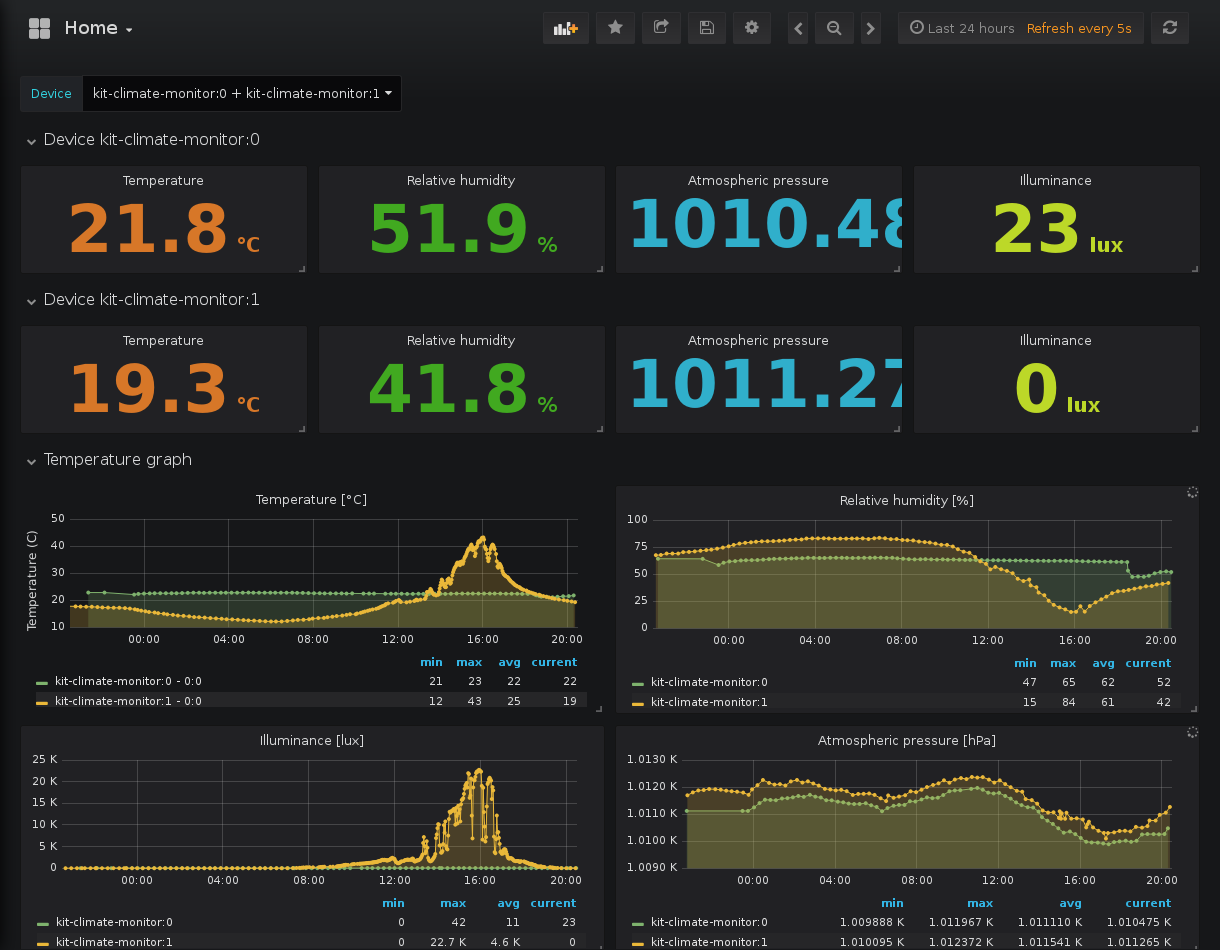 Home
Last 24 hours Refresh every 5s
Device kit-climate-monitor:0 + kit-climate-monitor:1
Device kit-climate-monitor:0
Temperature Relative humidity Atmospheric pressure Illuminance
21.8 °C 51.9 % 1010.48 23 lux
Device kit-climate-monitor:1
Temperature Relative humidity Atmospheric pressure Illuminance
19.3 °C 41.8 % 1011.27 0 lux
Temperature graph
Temperature [°C]
Temperature (C)
50
40
30
20
10
00:00 04:00 08:00 12:00 16:00 20:00
min max avg current
kit-climate-monitor:0 - 0:0 21 23 22 22
kit-climate-monitor:1 - 0:0 12 43 25 19
Relative humidity [%]
100
75
50
25
0
00:00 04:00 08:00 12:00 16:00 20:00
min max avg current
kit-climate-monitor:0 47 65 62 52
kit-climate-monitor:1 15 84 61 42
Illuminance [lux]
25 K
20 K
15 K
10 K
5 K
0
00:00 04:00 08:00 12:00 16:00 20:00
min max avg current
kit-climate-monitor:0 0 42 11 23
kit-climate-monitor:1 0 22.7 K 4.6 K 0
Atmospheric pressure [hPa]
1.0130 K
1.0120 K
1.0110 K
1.0100 K
1.0090 K
00:00 04:00 08:00 12:00 16:00 20:00
min max avg current
kit-climate-monitor:0 1.009888 K 1.011967 K 1.011110 K 1.010475 K
kit-climate-monitor:1 1.010095 K 1.012372 K 1.011541 K 1.011265 K